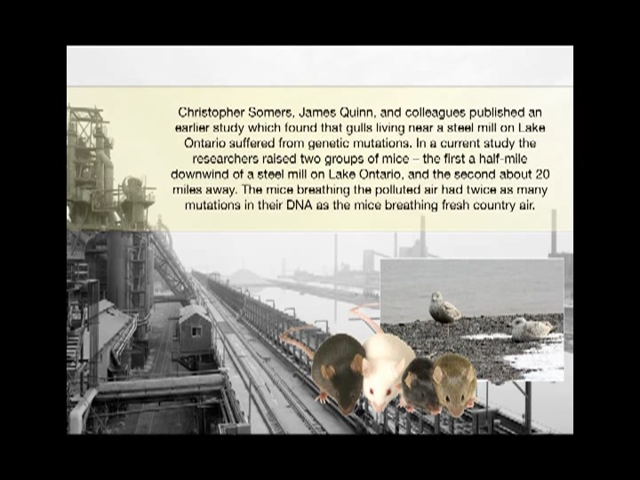 Christopher Somers, James Quinn, and colleagues published an
earlier study which found that gulls living near a steel mill on Lake
Ontario suffered from genetic mutations. In a current study the
researchers raised two groups of mice – the first a half-mile
downwind of a steel mill on Lake Ontario, and the second about 20
miles away. The mice breathing the polluted air had twice as many
mutations in their DNA as the mice breathing fresh country air.